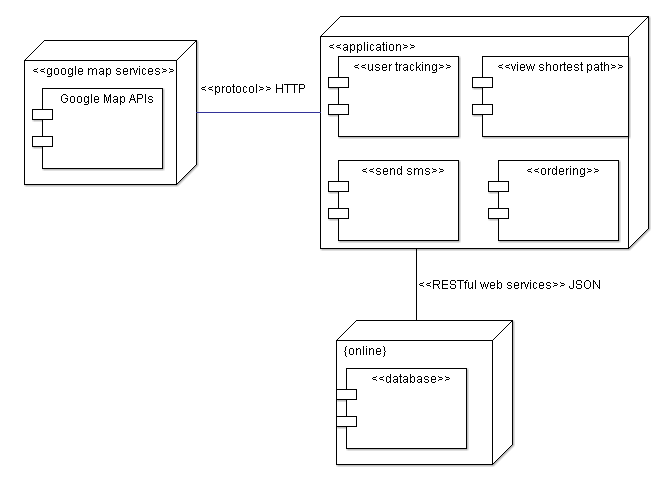 <<google map services>>
Google Map APIs
<<protocol>> HTTP
<<application>>
<<user tracking>>
<<view shortest path>>
<<send sms>>
<<ordering>>
<<RESTful web services>> JSON
{online}
<<database>>